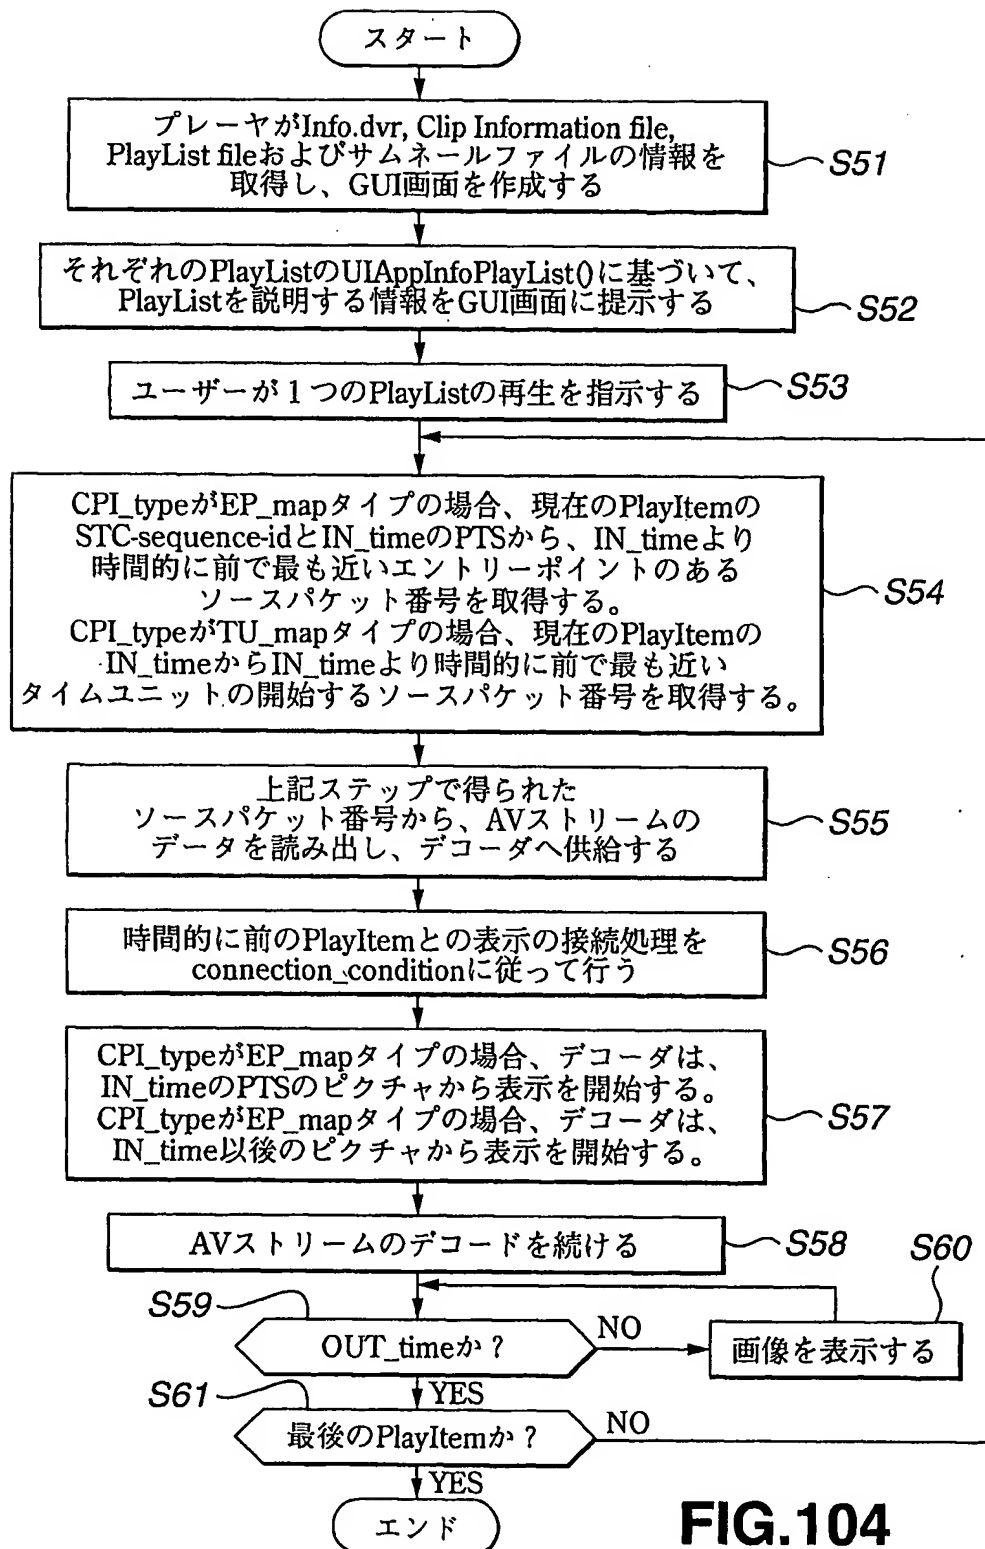 スタート
プレーヤがInfo.dvr, Clip Information file,
PlayList fileおよびサムネールファイルの情報を
取得し、GUI画面を作成する
S51
それぞれのPlayListのUIAppInfoPlayList()に基づいて、
PlayListを説明する情報をGUI画面に提示する
S52
ユーザーが1つのPlayListの再生を指示する
S53
CPI_typeがEP_mapタイプの場合、現在のPlayItemの
STC-sequence-idとIN_timeのPTSから、IN_timeより
時間的に前で最も近いエントリーポイントのある
ソースパケット番号を取得する。
CPI_typeがTU_mapタイプの場合、現在のPlayItemの
IN_timeからIN_timeより時間的に前で最も近い
タイムユニットの開始するソースパケット番号を取得する。
S54
上記ステップで得られた
ソースパケット番号から、AVストリームの
データを読み出し、デコーダへ供給する
S55
時間的に前のPlayItemとの表示の接続処理を
connection_conditionに従って行う
S56
CPI_typeがEP_mapタイプの場合、デコーダは、
IN_timeのPTSのピクチャから表示を開始する。
CPI_typeがEP_mapタイプの場合、デコーダは、
IN_time以後のピクチャから表示を開始する。
S57
AVストリームのデコードを続ける
S58
S59
OUT_timeか?
NO
S60
画像を表示する
YES
S61
最後のPlayItemか?
NO
YES
エンド
FIG.104